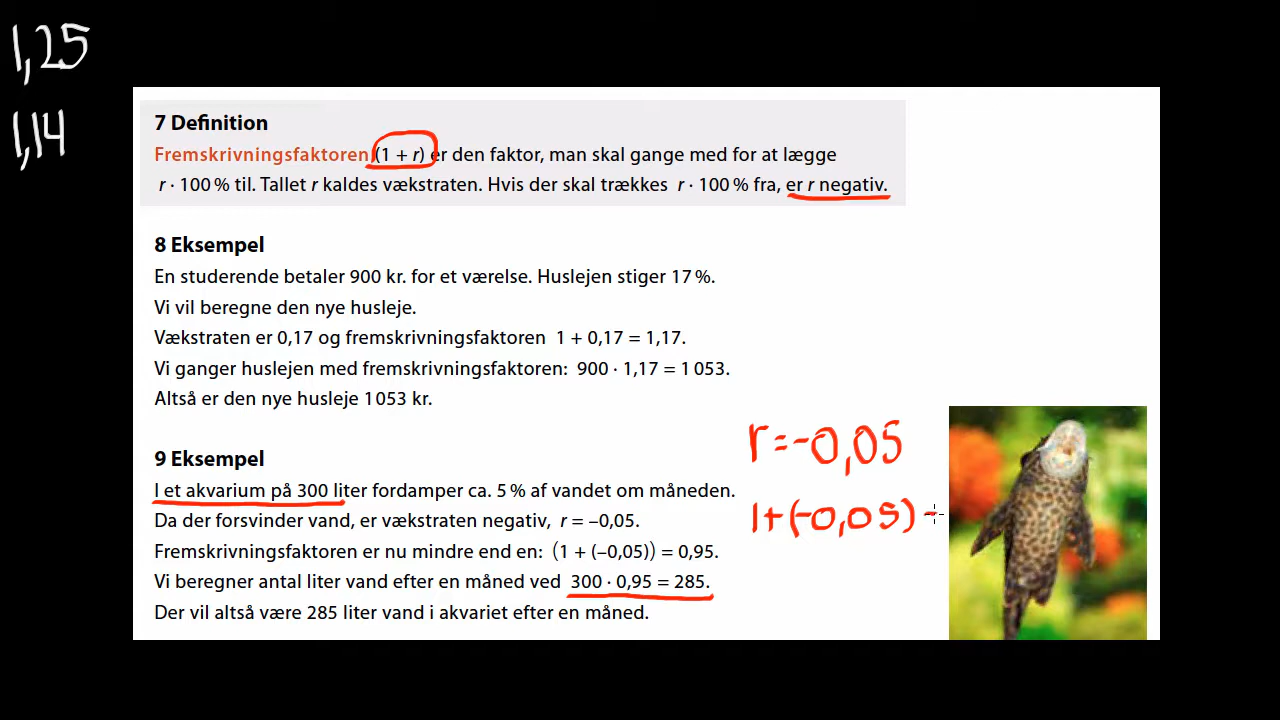 1,25
1,14
7 Definition
Fremskrivningsfaktoren (1 + r) er den faktor, man skal gange med for at lægge
r · 100 % til. Tallet r kaldes vækstraten. Hvis der skal trækkes r · 100 % fra, er r negativ.
8 Eksempel
En studerende betaler 900 kr. for et værelse. Huslejen stiger 17 %.
Vi vil beregne den nye husleje.
Vækstraten er 0,17 og fremskrivningsfaktoren 1 + 0,17 = 1,17.
Vi ganger huslejen med fremskrivningsfaktoren: 900 · 1,17 = 1 053.
Altså er den nye husleje 1 053 kr.
9 Eksempel
I et akvarium på 300 liter fordamper ca. 5 % af vandet om måneden.
Da der forsvinder vand, er vækstraten negativ, r = –0,05.
Fremskrivningsfaktoren er nu mindre end en: (1 + (–0,05)) = 0,95.
Vi beregner antal liter vand efter en måned ved 300 · 0,95 = 285.
Der vil altså være 285 liter vand i akvariet efter en måned.
r=-0,05
1+(-0,05) -